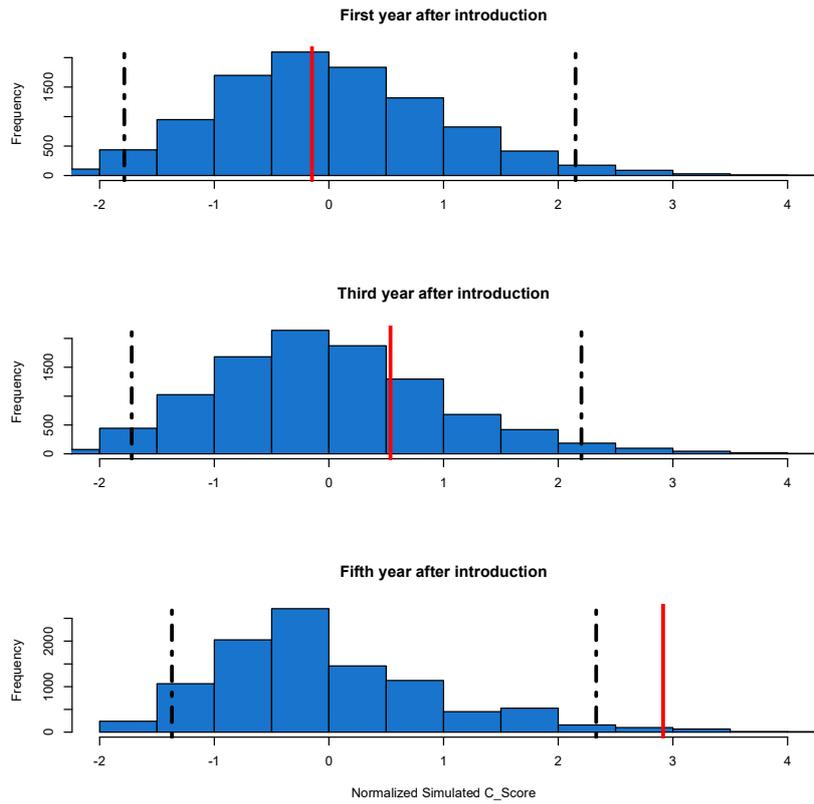 First year after introduction
Frequency
0
500
1500
-2 -1 0 1 2 3 4
Third year after introduction
Frequency
0
500
1500
-2 -1 0 1 2 3 4
Fifth year after introduction
Frequency
0
1000
2000
-2 -1 0 1 2 3 4
Normalized Simulated C_Score